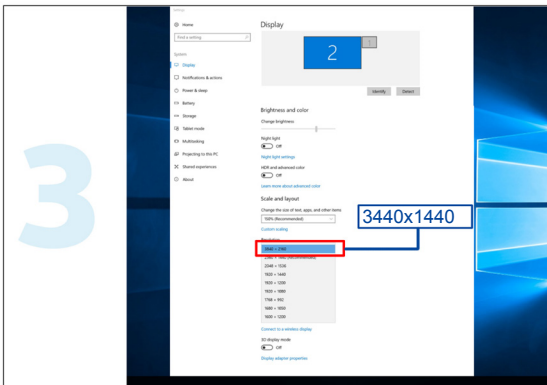 3
Home
Display
Find a setting
2
1
System
Display
Notifications & actions
Power & sleep
Identify
Detect
Battery
Brightness and color
Storage
Change brightness
Tablet mode
Multitasking
Night light
Off
Projecting to this PC
Night light settings
Shared experiences
HDR and advanced color
Off
About
Learn more about advanced color
Scale and layout
Change the size of text, apps, and other items
100% (Recommended)
3440x1440
Custom scaling
2048 × 1536
1920 × 1440
1920 × 1200
1920 × 1080
1768 × 992
1680 × 1050
1600 × 1200
Connect to a wireless display
3D display mode
Off
Display adapter properties